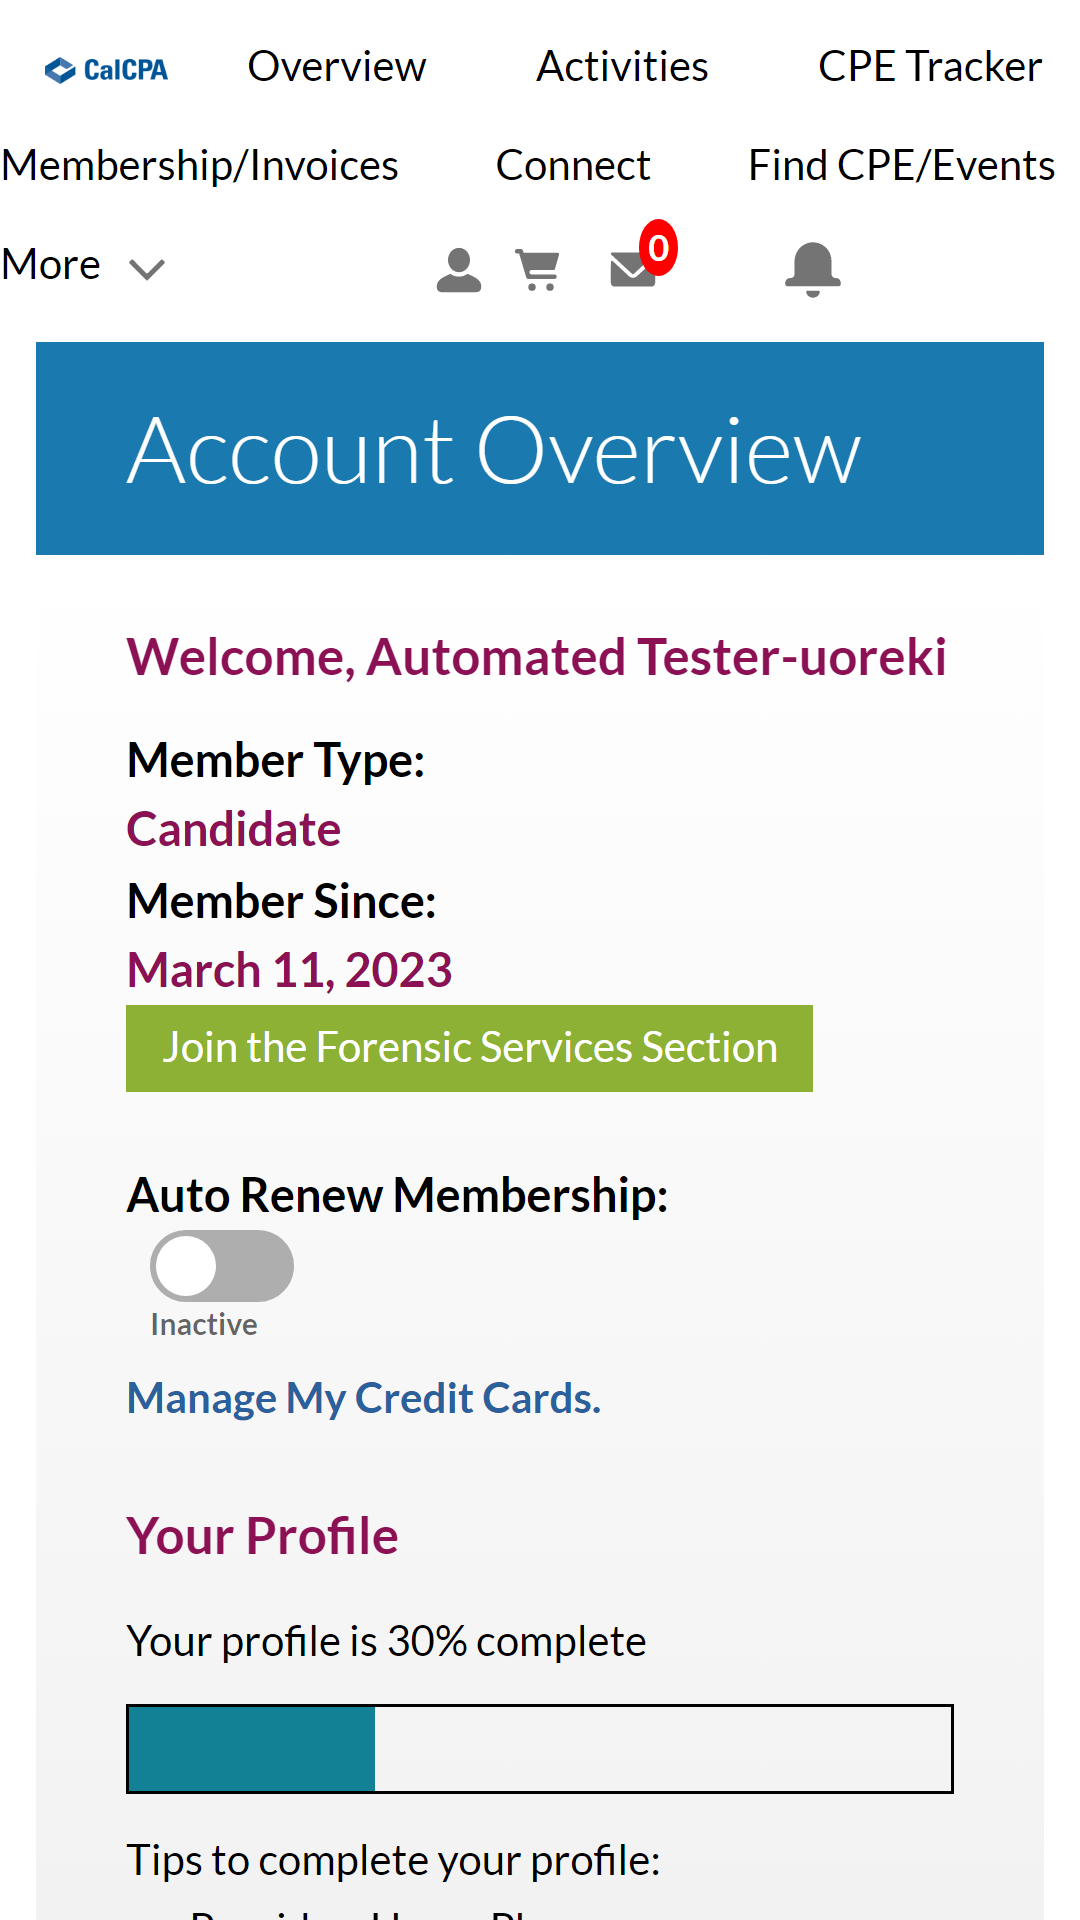 CalCPA Overview Activities CPE Tracker
Membership/Invoices Connect Find CPE/Events
More 0
Account Overview
Welcome, Automated Tester-uoreki
Member Type:
Candidate
Member Since:
March 11, 2023
Join the Forensic Services Section
Auto Renew Membership:
Inactive
Manage My Credit Cards.
Your Profile
Your profile is 30% complete
Tips to complete your profile: